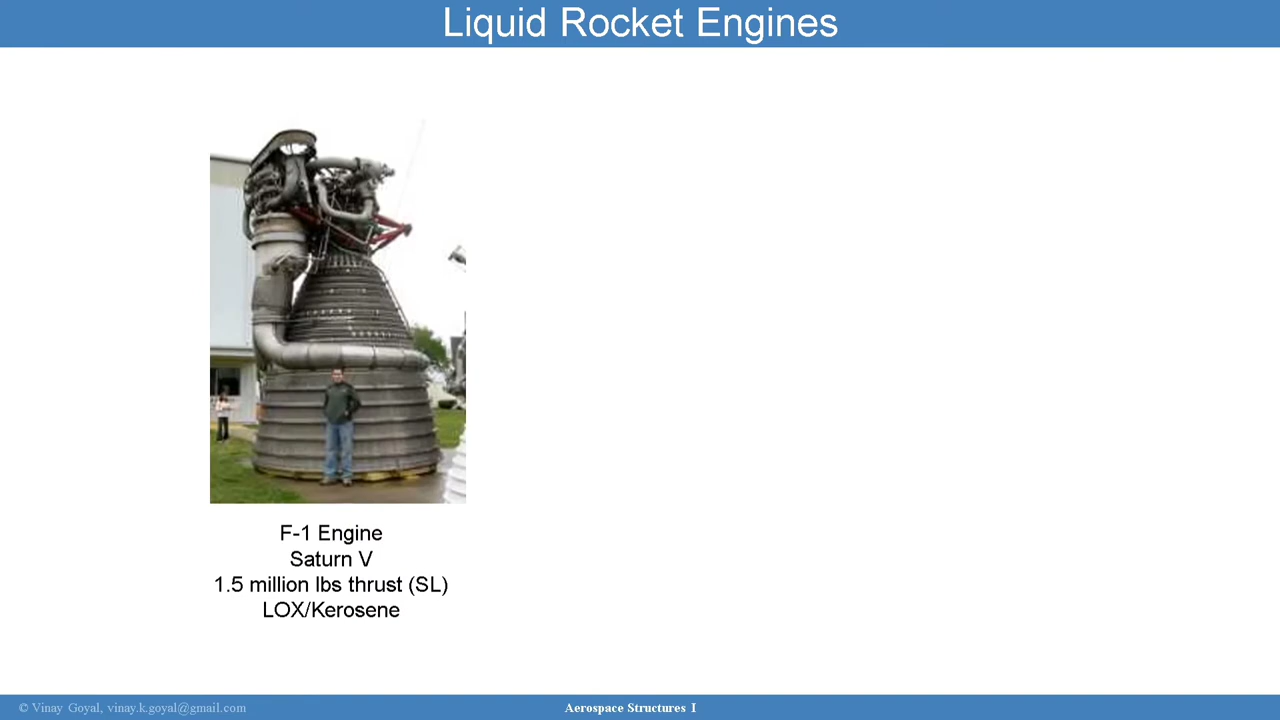 Liquid Rocket Engines
F-1 Engine
Saturn V
1.5 million lbs thrust (SL)
LOX/Kerosene
© Vinay Goyal, vinay.k.goyal@gmail.com
Aerospace Structures I